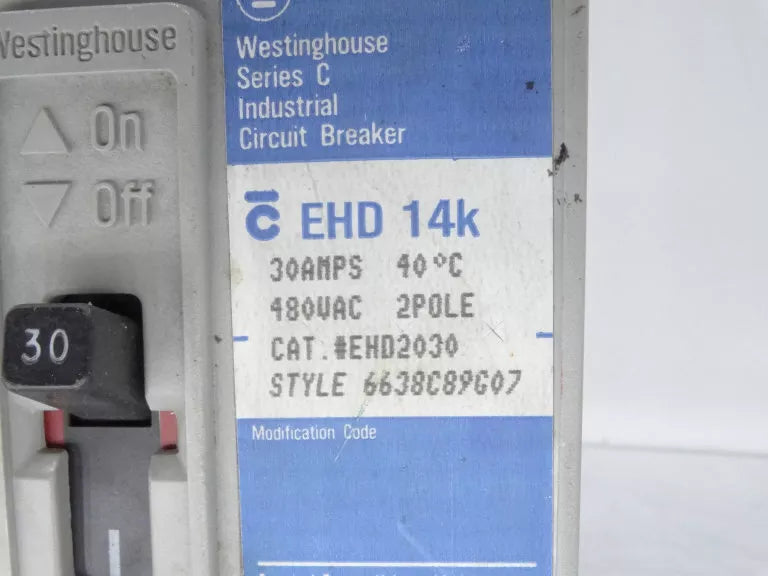 Westinghouse
On
Off
30
Westinghouse
Series C
Industrial
Circuit Breaker
C EHD 14k
30AMPS 40°C
480VAC 2POLE
CAT.#EHD2030
STYLE 6638C89G07
Modification Code